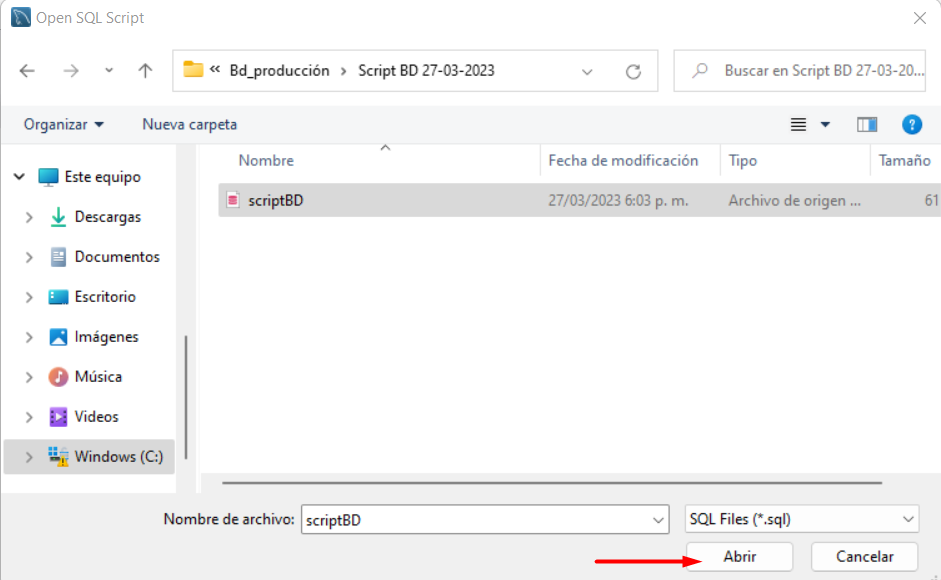 Open SQL Script
« Bd_producción > Script BD 27-03-2023
Buscar en Script BD 27-03-20...
Organizar
Nueva carpeta
Nombre
Fecha de modificación
Tipo
Tamaño
Este equipo
scriptBD
27/03/2023 6:03 p. m.
Archivo de origen ...
61
Descargas
Documentos
Escritorio
Imágenes
Música
Videos
Windows (C:)
Nombre de archivo:
scriptBD
SQL Files (*.sql)
Abrir
Cancelar